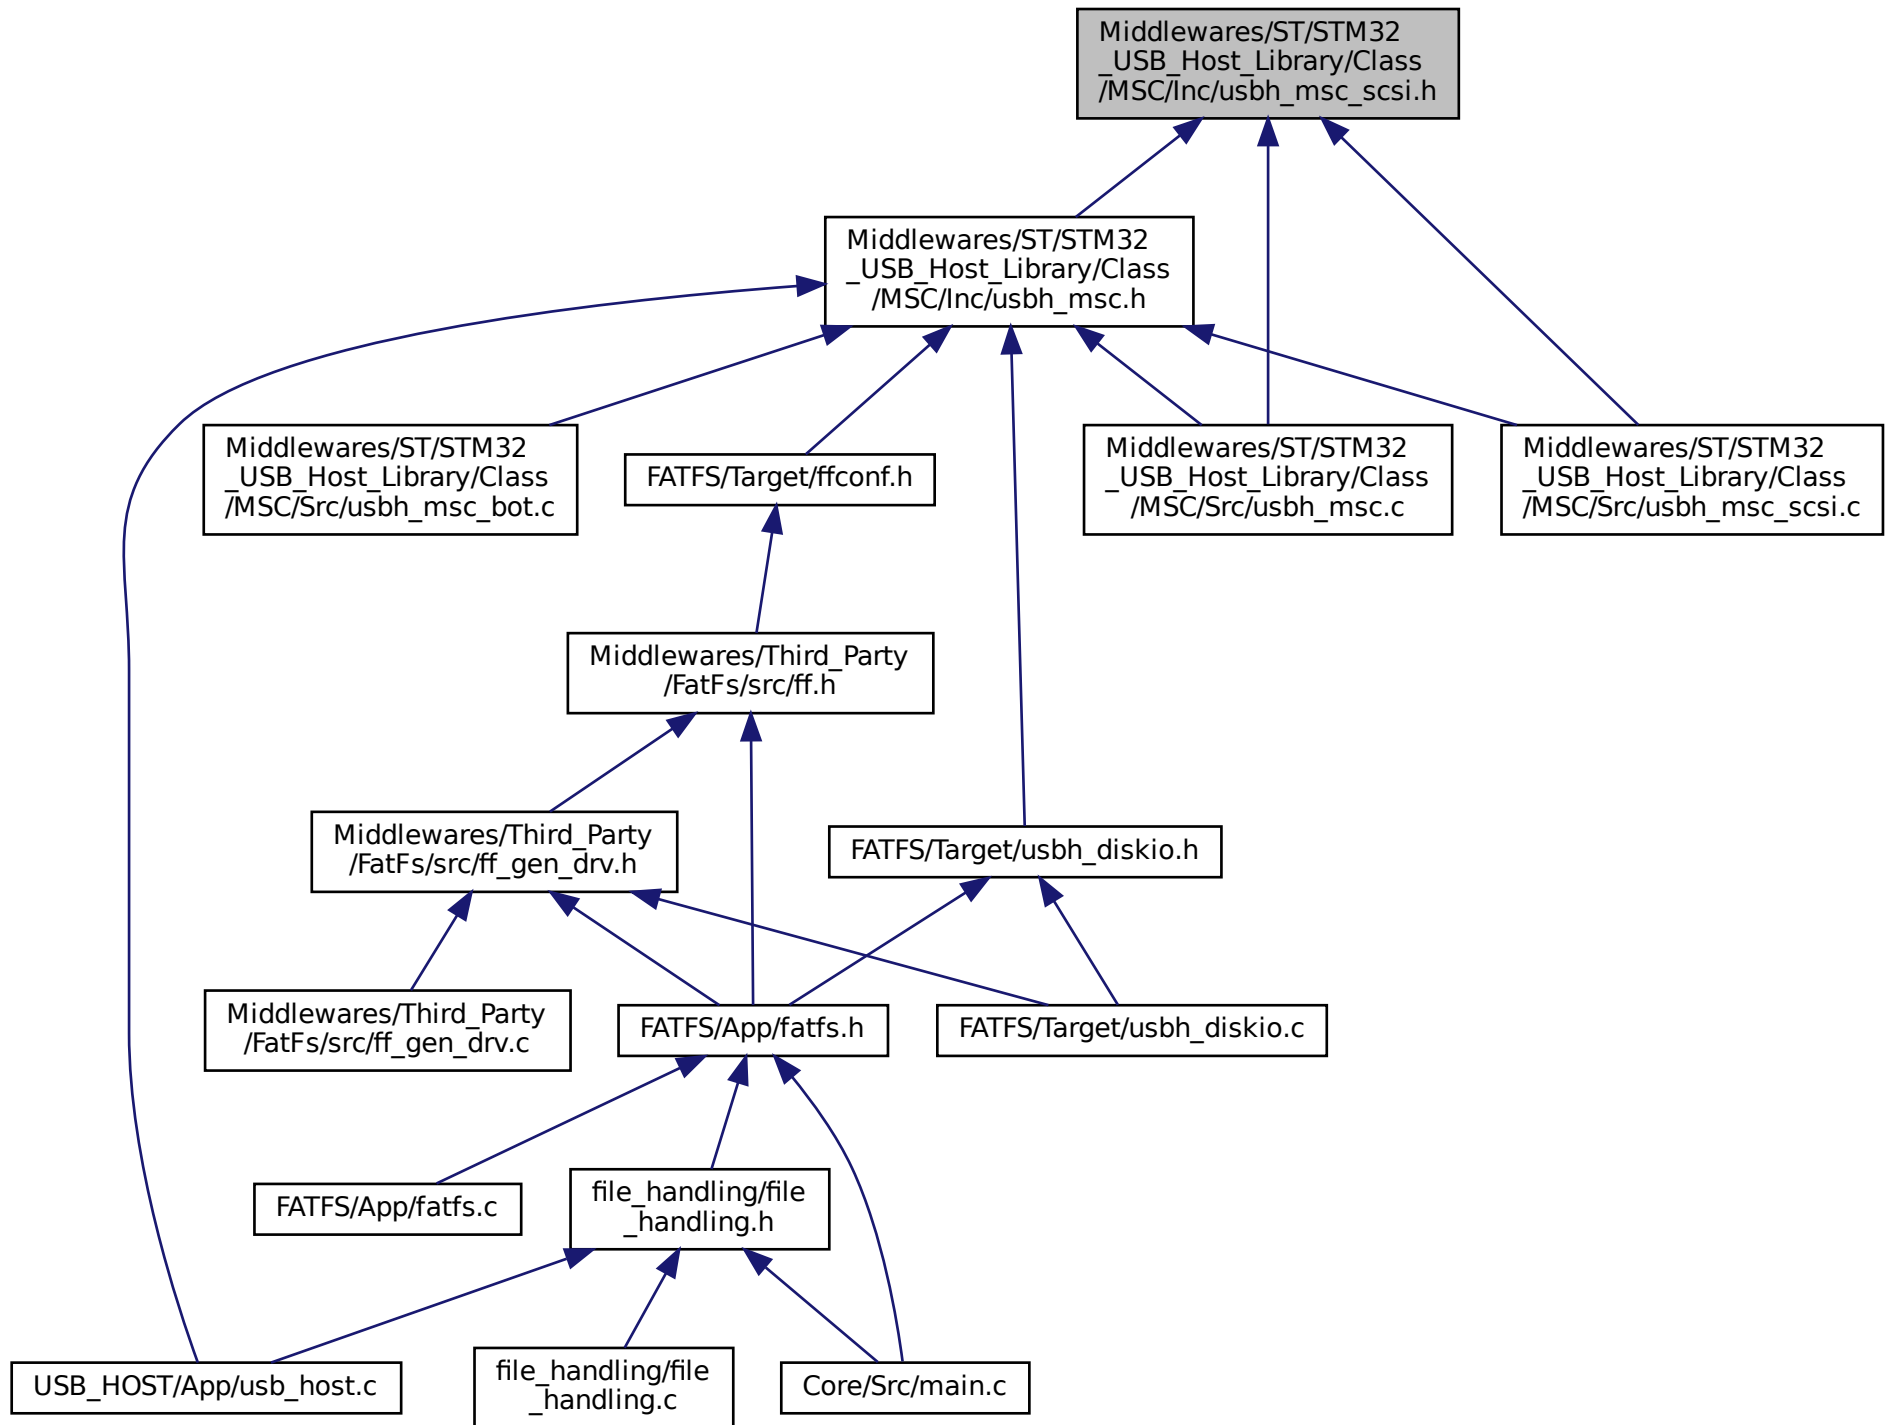 Middlewares/ST/STM32
_USB_Host_Library/Class
/MSC/Inc/usbh_msc_scsi.h
Middlewares/ST/STM32
_USB_Host_Library/Class
/MSC/Inc/usbh_msc.h
Middlewares/ST/STM32
_USB_Host_Library/Class
/MSC/Src/usbh_msc_bot.c
FATFS/Target/ffconf.h
Middlewares/ST/STM32
_USB_Host_Library/Class
/MSC/Src/usbh_msc.c
Middlewares/ST/STM32
_USB_Host_Library/Class
/MSC/Src/usbh_msc_scsi.c
Middlewares/Third_Party
/FatFs/src/ff.h
Middlewares/Third_Party
/FatFs/src/ff_gen_drv.h
FATFS/Target/usbh_diskio.h
Middlewares/Third_Party
/FatFs/src/ff_gen_drv.c
FATFS/App/fatfs.h
FATFS/Target/usbh_diskio.c
FATFS/App/fatfs.c
file_handling/file
_handling.h
USB_HOST/App/usb_host.c
file_handling/file
_handling.c
Core/Src/main.c